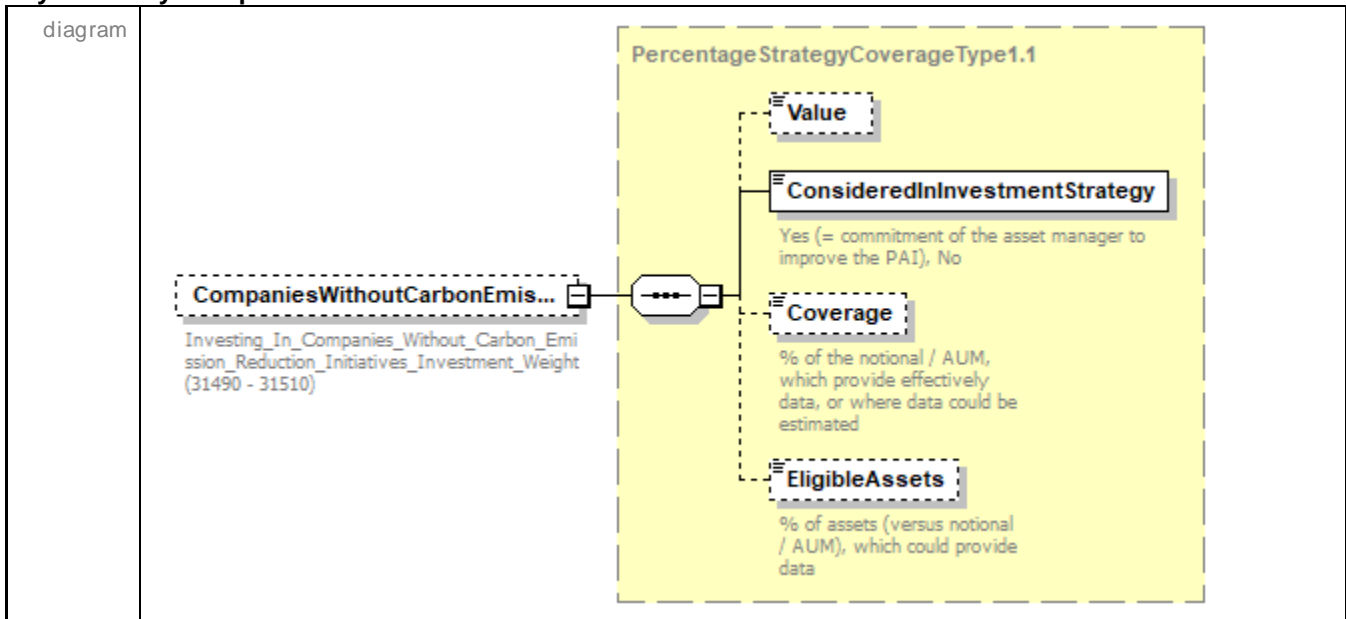 diagram
PercentageStrategyCoverageType1.1
Value
ConsideredInInvestmentStrategy
Yes (= commitment of the asset manager to
improve the PAI), No
CompaniesWithoutCarbonEmis...
Investing_In_Companies_Without_Carbon_Emi
ssion_Reduction_Initiatives_Investment_Weight
(31490 - 31510)
Coverage
% of the notional / AUM,
which provide effectively
data, or where data could be
estimated
EligibleAssets
% of assets (versus notional
/ AUM), which could provide
data